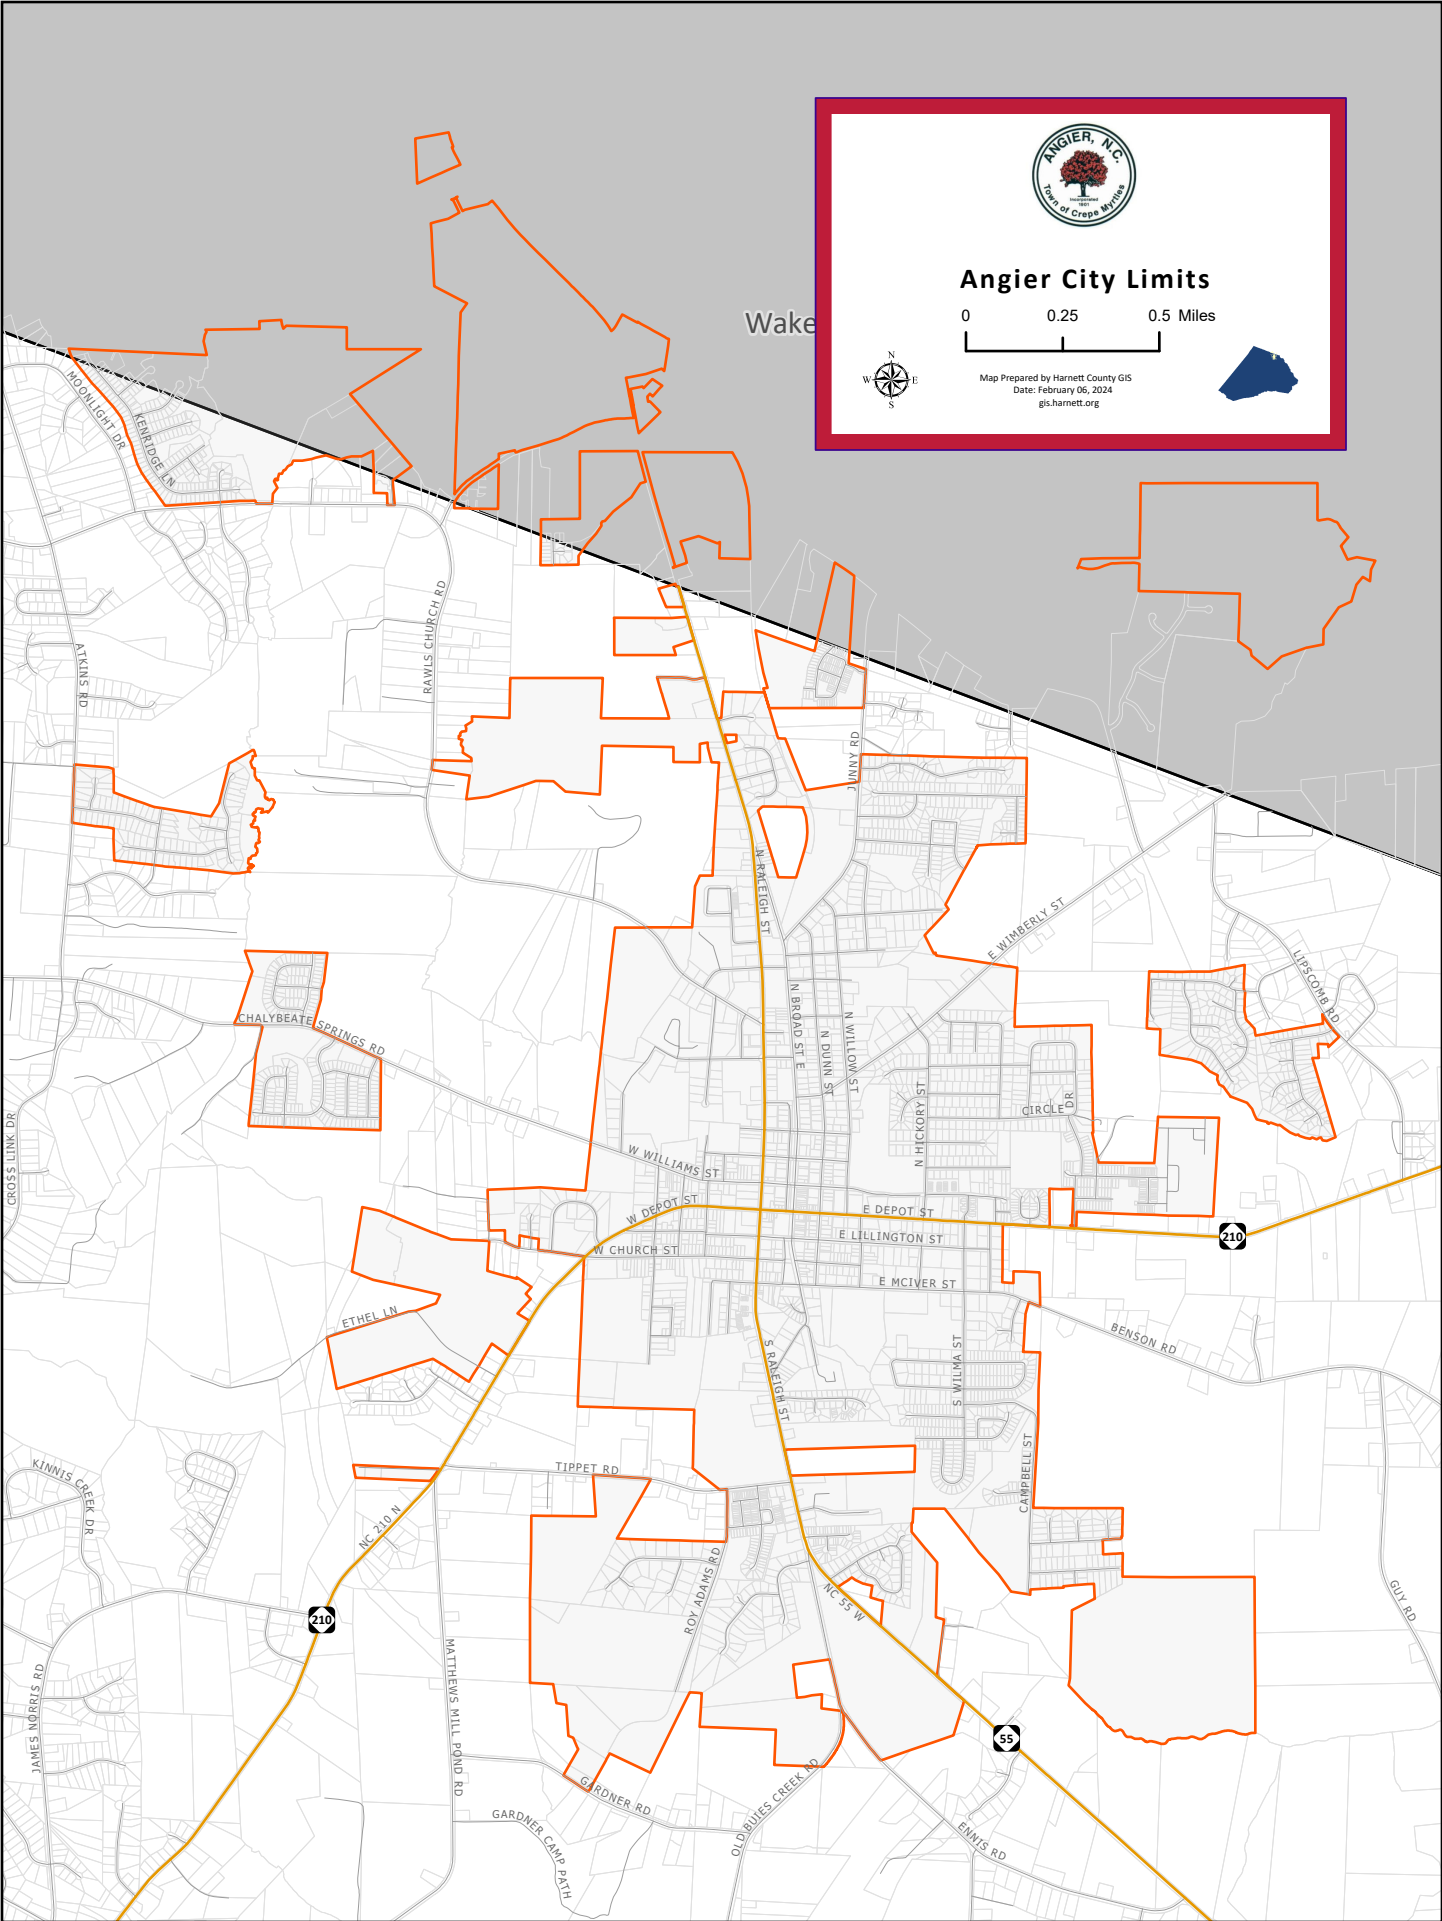 ANGIER, N.C.
Incorporated
1901
Town of Crepe Myrtles
Angier City Limits
0 0.25 0.5 Miles
N
W E
S
Map Prepared by Harnett County GIS
Date: February 06, 2024
gis.harnett.org
Wake
MOONLIGHT DR
KENRIDGE LN
RAWLS CHURCH RD
ATKINS RD
JUNNY RD
N RALEIGH ST
E WIMBERLY ST
LIPSCOMB RD
CHALYBEATE SPRINGS RD
N BROAD ST E
N DUNN ST
N WILLOW ST
N HICKORY ST
CIRCLE DR
CROSS LINK DR
W WILLIAMS ST
W DEPOT ST
E DEPOT ST
E LILLINGTON ST
W CHURCH ST
210
E MCIVER ST
ETHEL LN
BENSON RD
S RALEIGH ST
S WILMA ST
CAMPBELL ST
KINNIS CREEK DR
TIPPET RD
NC 210 N
ROY ADAMS RD
NC 55 W
GUY RD
210
MATTHEWS MILL POND RD
JAMES NORRIS RD
55
GARDNER RD
GARDNER CAMP PATH
OLD BUIES CREEK RD
ENNIS RD